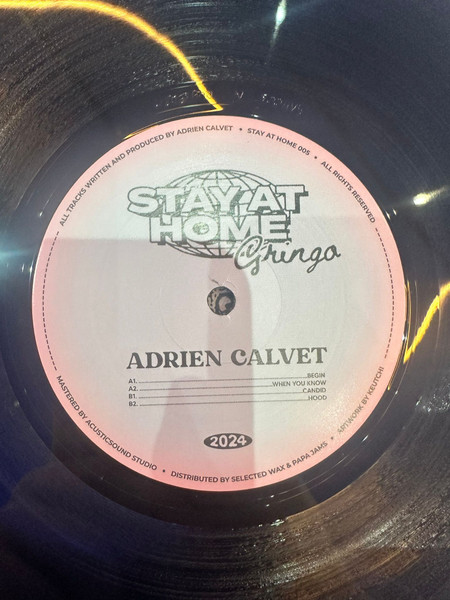 ALL TRACKS WRITTEN AND PRODUCED BY ADRIEN CALVET • STAY AT HOME 005 • ALL RIGHTS RESERVED
STAY AT
HOME
Gringo
ADRIEN CALVET
A1. BEGIN
A2. WHEN YOU KNOW
B1. CANDID
B2. HOOD
2024
MASTERED BY ACUSTICSOUND STUDIO • DISTRIBUTED BY SELECTED WAX & PAPA JAMS • ARTWORK BY KEUTCHI